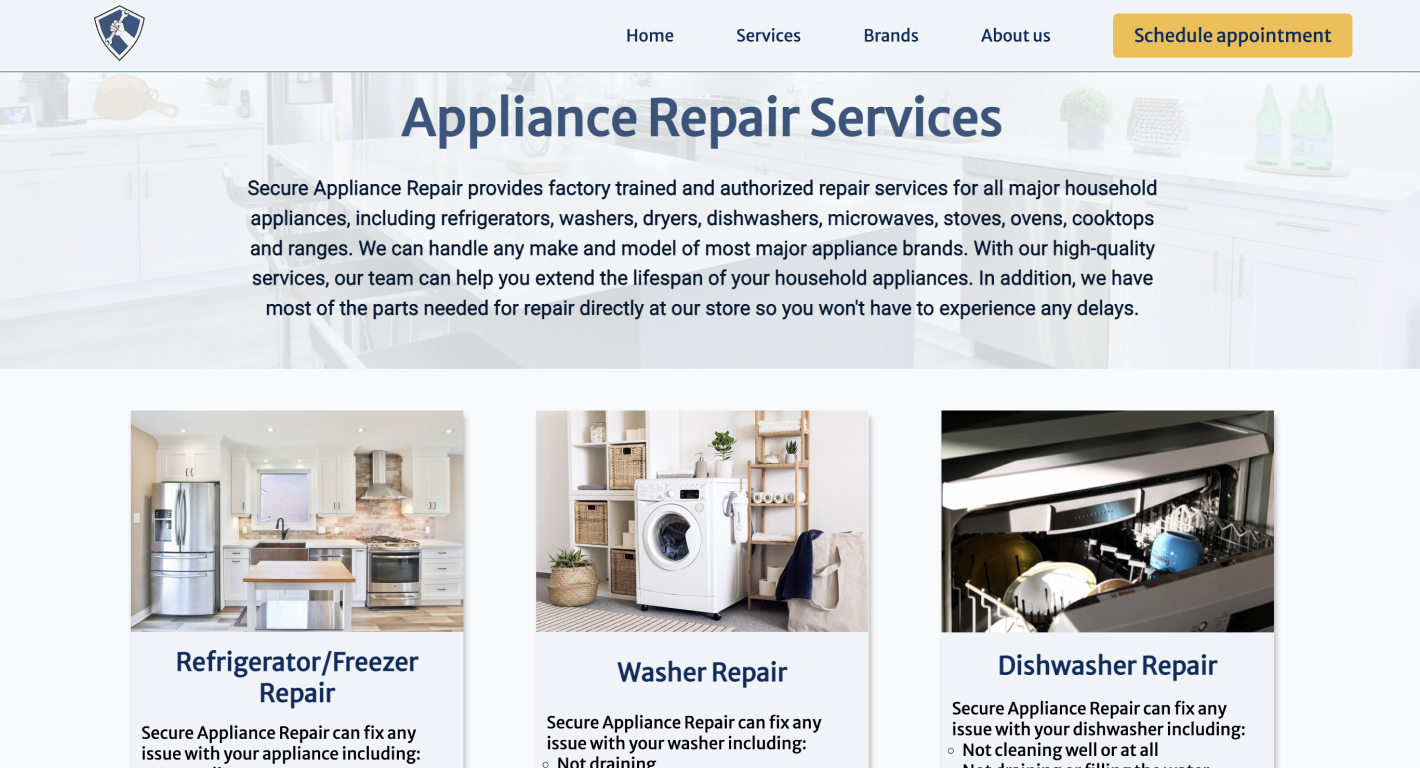 Home Services Brands About us Schedule appointment
Appliance Repair Services
Secure Appliance Repair provides factory trained and authorized repair services for all major household
appliances, including refrigerators, washers, dryers, dishwashers, microwaves, stoves, ovens, cooktops
and ranges. We can handle any make and model of most major appliance brands. With our high-quality
services, our team can help you extend the lifespan of your household appliances. In addition, we have
most of the parts needed for repair directly at our store so you won't have to experience any delays.
Refrigerator/Freezer
Repair
Secure Appliance Repair can fix any
issue with your appliance including:
Washer Repair
Secure Appliance Repair can fix any
issue with your washer including:
Not draining
Dishwasher Repair
Secure Appliance Repair can fix any
issue with your dishwasher including:
Not cleaning well or at all
Not draining or filling the water